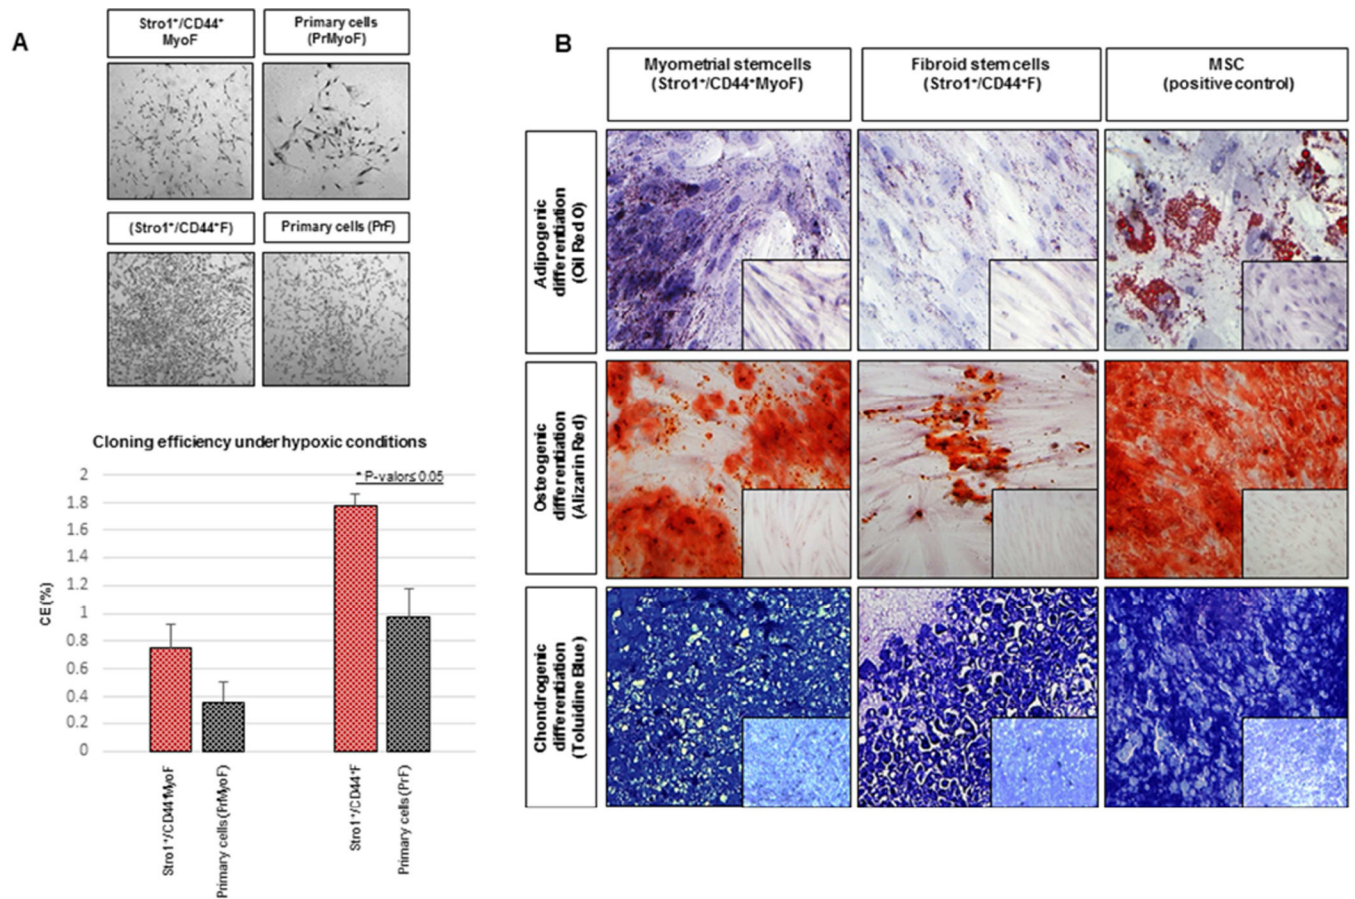 A
Stro1⁺/CD44⁺
MyoF
Primary cells
(PrMyoF)
(Stro1⁺/CD44⁺F)
Primary cells (PrF)
Cloning efficiency under hypoxic conditions
* P-valor≤0.05
2
1.8
1.6
1.4
1.2
1
0.8
0.6
0.4
0.2
0
CE (%)
Stro1⁺/CD44⁺MyoF
Primary cells (PrMyoF)
Stro1⁺/CD44⁺F
Primary cells (PrF)
B
Myometrial stemcells
(Stro1⁺/CD44⁺MyoF)
Fibroid stem cells
(Stro1⁺/CD44⁺F)
MSC
(positive control)
Adipogenic
differentiation
(Oil Red O)
Osteogenic
differentiation
(Alizarin Red)
Chondrogenic
differentiation
(Toluidine Blue)